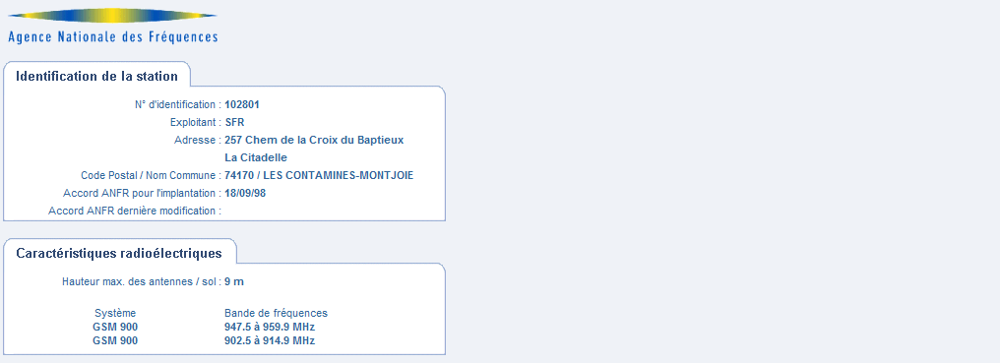 Agence Nationale des Fréquences
Identification de la station
N° d'identification : 102801
Exploitant : SFR
Adresse : 257 Chem de la Croix du Baptieux
La Citadelle
Code Postal / Nom Commune : 74170 / LES CONTAMINES-MONTJOIE
Accord ANFR pour l'implantation : 18/09/98
Accord ANFR dernière modification :
Caractéristiques radioélectriques
Hauteur max. des antennes / sol : 9 m
Système Bande de fréquences
GSM 900 947.5 à 959.9 MHz
GSM 900 902.5 à 914.9 MHz